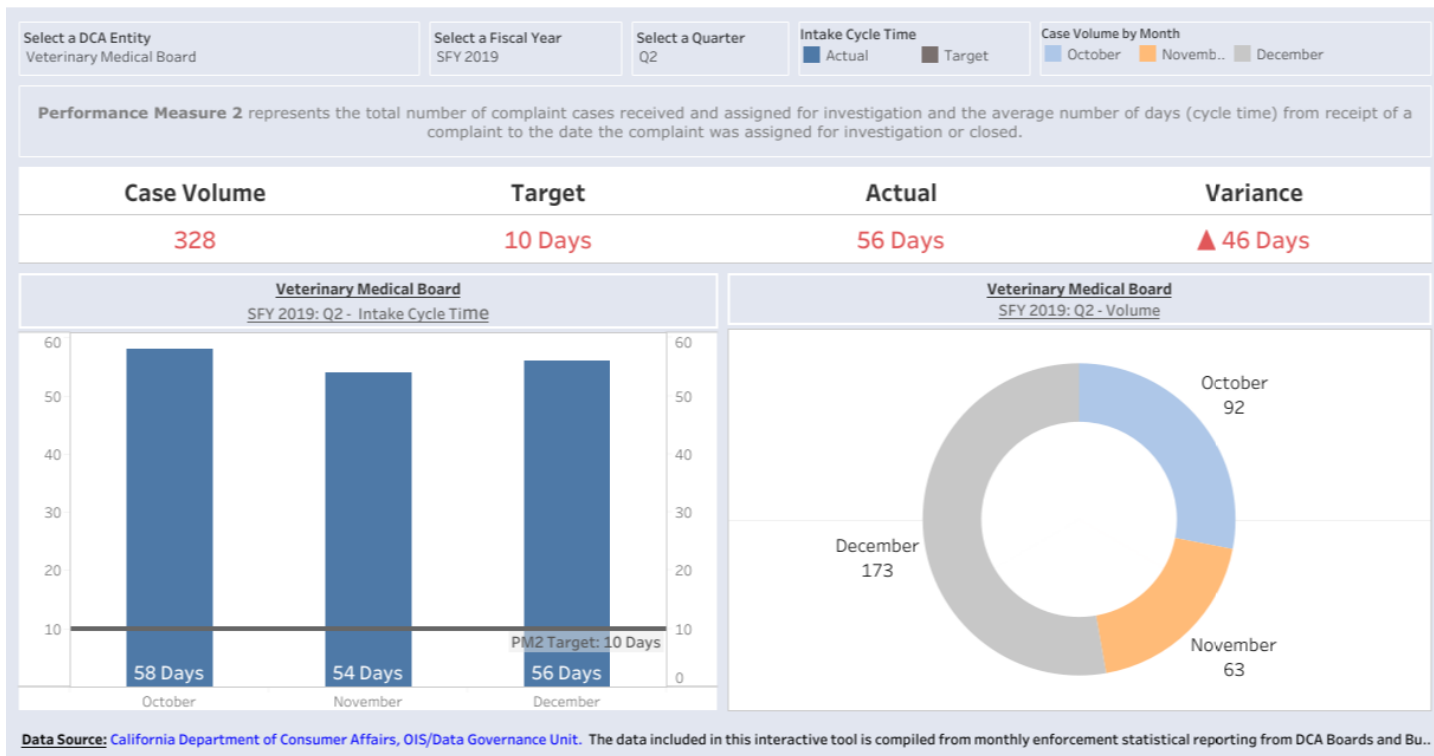 Select a DCA Entity
Veterinary Medical Board
Select a Fiscal Year
SFY 2019
Select a Quarter
Q2
Intake Cycle Time
Actual
Target
Case Volume by Month
October
Novemb..
December
Performance Measure 2 represents the total number of complaint cases received and assigned for investigation and the average number of days (cycle time) from receipt of a
complaint to the date the complaint was assigned for investigation or closed.
Case Volume
Target
Actual
Variance
328
10 Days
56 Days
▲ 46 Days
Veterinary Medical Board
SFY 2019: Q2 - Intake Cycle Time
60
50
40
30
20
10
60
50
40
30
20
10
0
PM2 Target: 10 Days
58 Days
54 Days
56 Days
October
November
December
Veterinary Medical Board
SFY 2019: Q2 - Volume
October
92
December
173
November
63
Data Source: California Department of Consumer Affairs, OIS/Data Governance Unit. The data included in this interactive tool is compiled from monthly enforcement statistical reporting from DCA Boards and Bu..